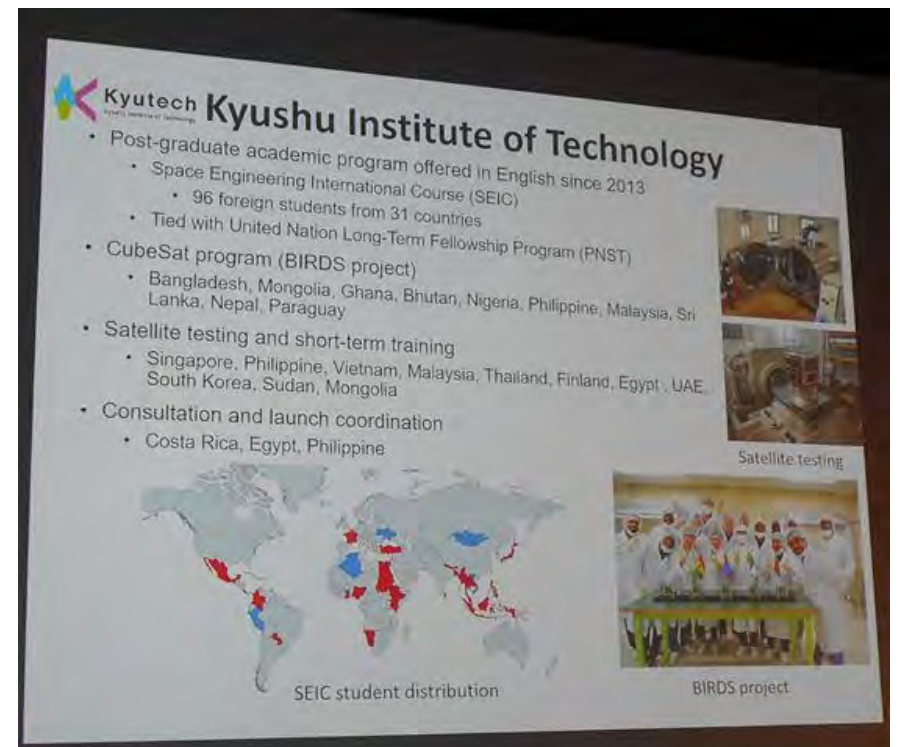 Kyutech Kyushu Institute of Technology
• Post-graduate academic program offered in English since 2013
• Space Engineering International Course (SEIC)
• 96 foreign students from 31 countries
• Tied with United Nation Long-Term Fellowship Program (PNST)
• CubeSat program (BIRDS project)
• Bangladesh, Mongolia, Ghana, Bhutan, Nigeria, Philippine, Malaysia, Sri
Lanka, Nepal, Paraguay
• Satellite testing and short-term training
• Singapore, Philippine, Vietnam, Malaysia, Thailand, Finland, Egypt , UAE,
South Korea, Sudan, Mongolia
• Consultation and launch coordination
• Costa Rica, Egypt, Philippine
Satellite testing
SEIC student distribution
BIRDS project